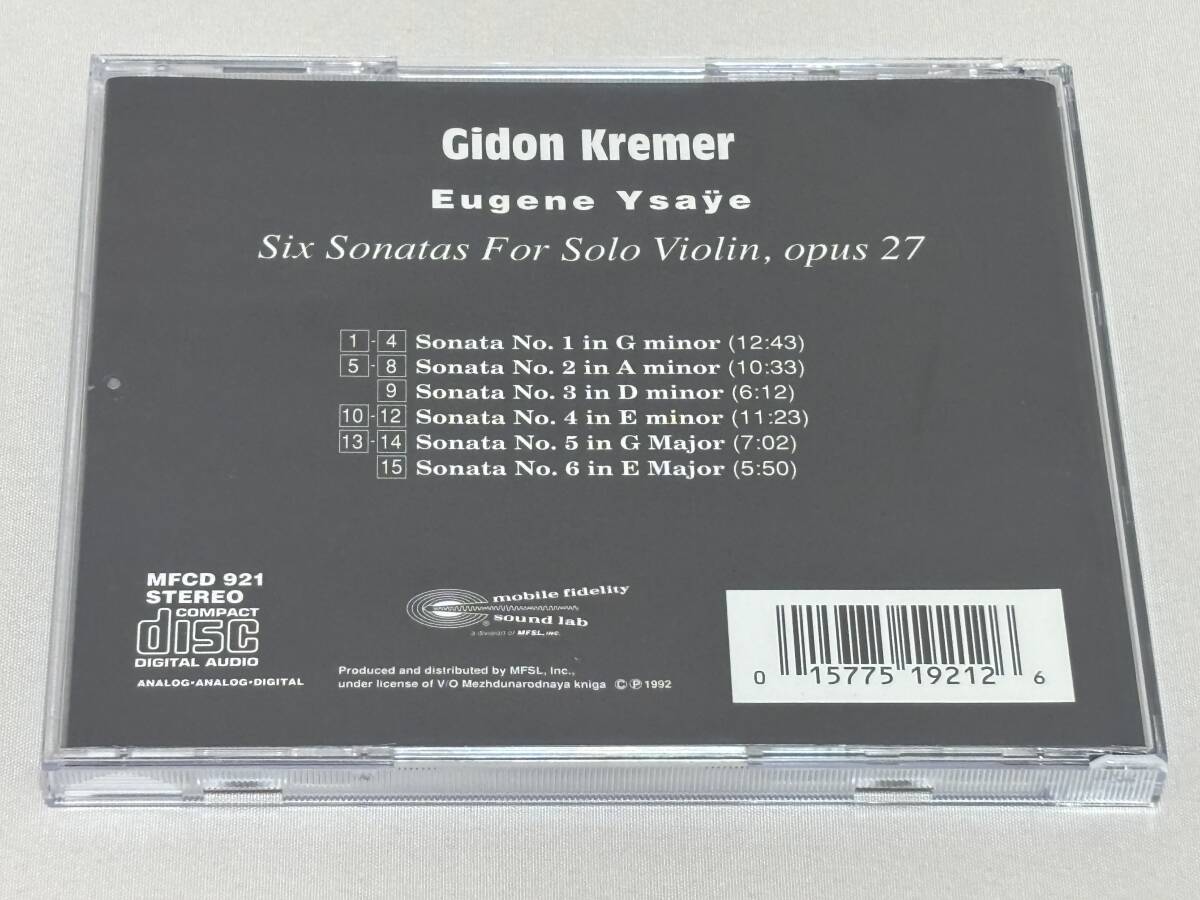 Gidon Kremer
Eugene Ysaÿe
Six Sonatas For Solo Violin, opus 27
1 - 4 Sonata No. 1 in G minor (12:43)
5 - 8 Sonata No. 2 in A minor (10:33)
9 Sonata No. 3 in D minor (6:12)
10 - 12 Sonata No. 4 in E minor (11:23)
13 - 14 Sonata No. 5 in G Major (7:02)
15 Sonata No. 6 in E Major (5:50)
MFCD 921
STEREO
COMPACT
disc
DIGITAL AUDIO
ANALOG•ANALOG•DIGITAL
mobile fidelity
sound lab
®
a division of MFSL, INC.
Produced and distributed by MFSL, Inc.,
under license of V/O Mezhdunarodnaya kniga ©℗ 1992
0 15775 19212 6